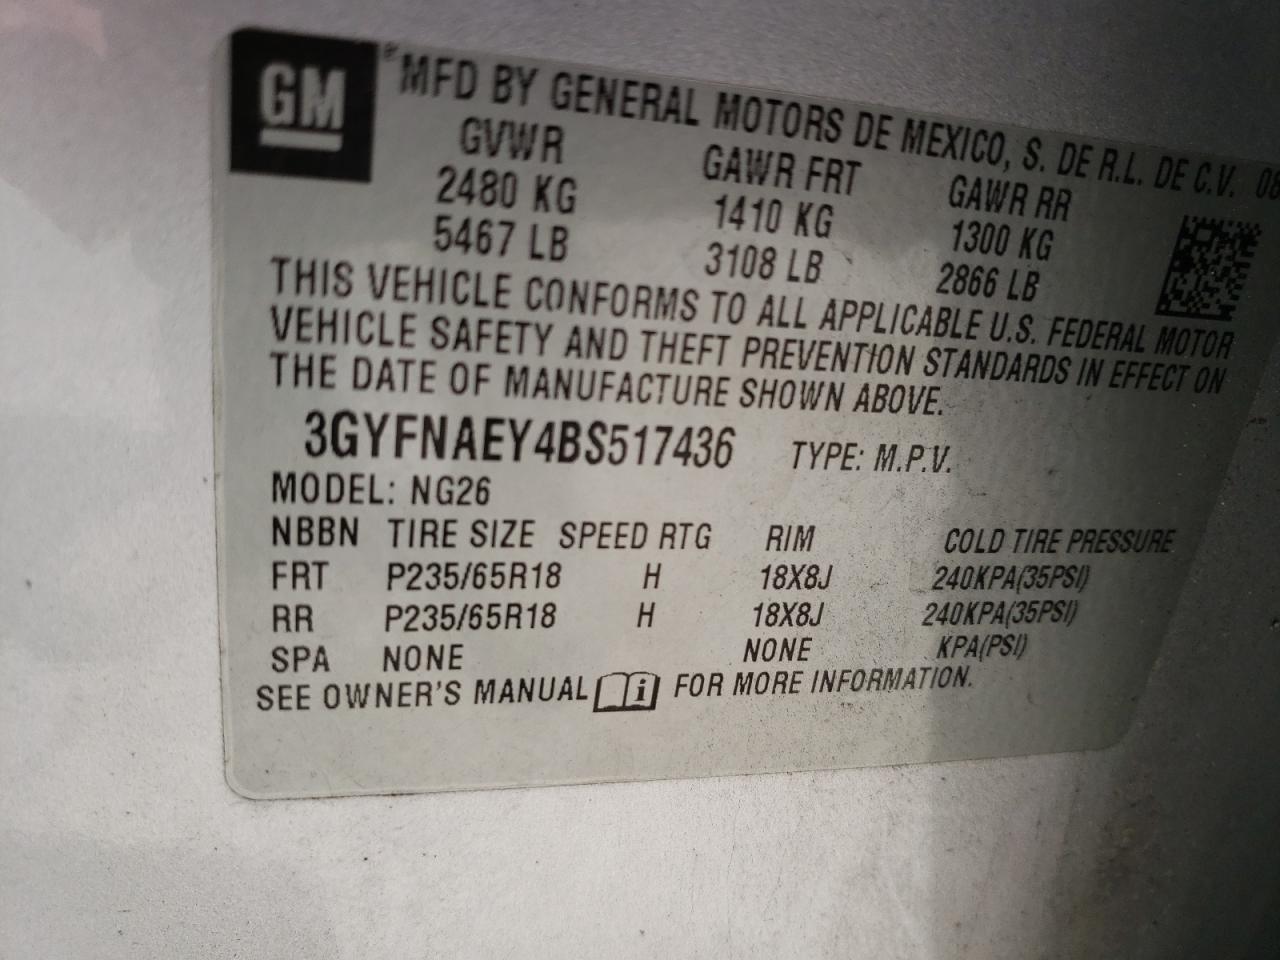 GM
® MFD BY GENERAL MOTORS DE MEXICO, S. DE R.L. DE C.V.
GVWR GAWR FRT GAWR RR
2480 KG 1410 KG 1300 KG
5467 LB 3108 LB 2866 LB
THIS VEHICLE CONFORMS TO ALL APPLICABLE U.S. FEDERAL MOTOR
VEHICLE SAFETY AND THEFT PREVENTION STANDARDS IN EFFECT ON
THE DATE OF MANUFACTURE SHOWN ABOVE.
3GYFNAEY4BS517436 TYPE: M.P.V.
MODEL: NG26
NBBN TIRE SIZE SPEED RTG RIM COLD TIRE PRESSURE
FRT P235/65R18 H 18X8J 240KPA(35PSI)
RR P235/65R18 H 18X8J 240KPA(35PSI)
SPA NONE NONE KPA(PSI)
SEE OWNER'S MANUAL i FOR MORE INFORMATION.